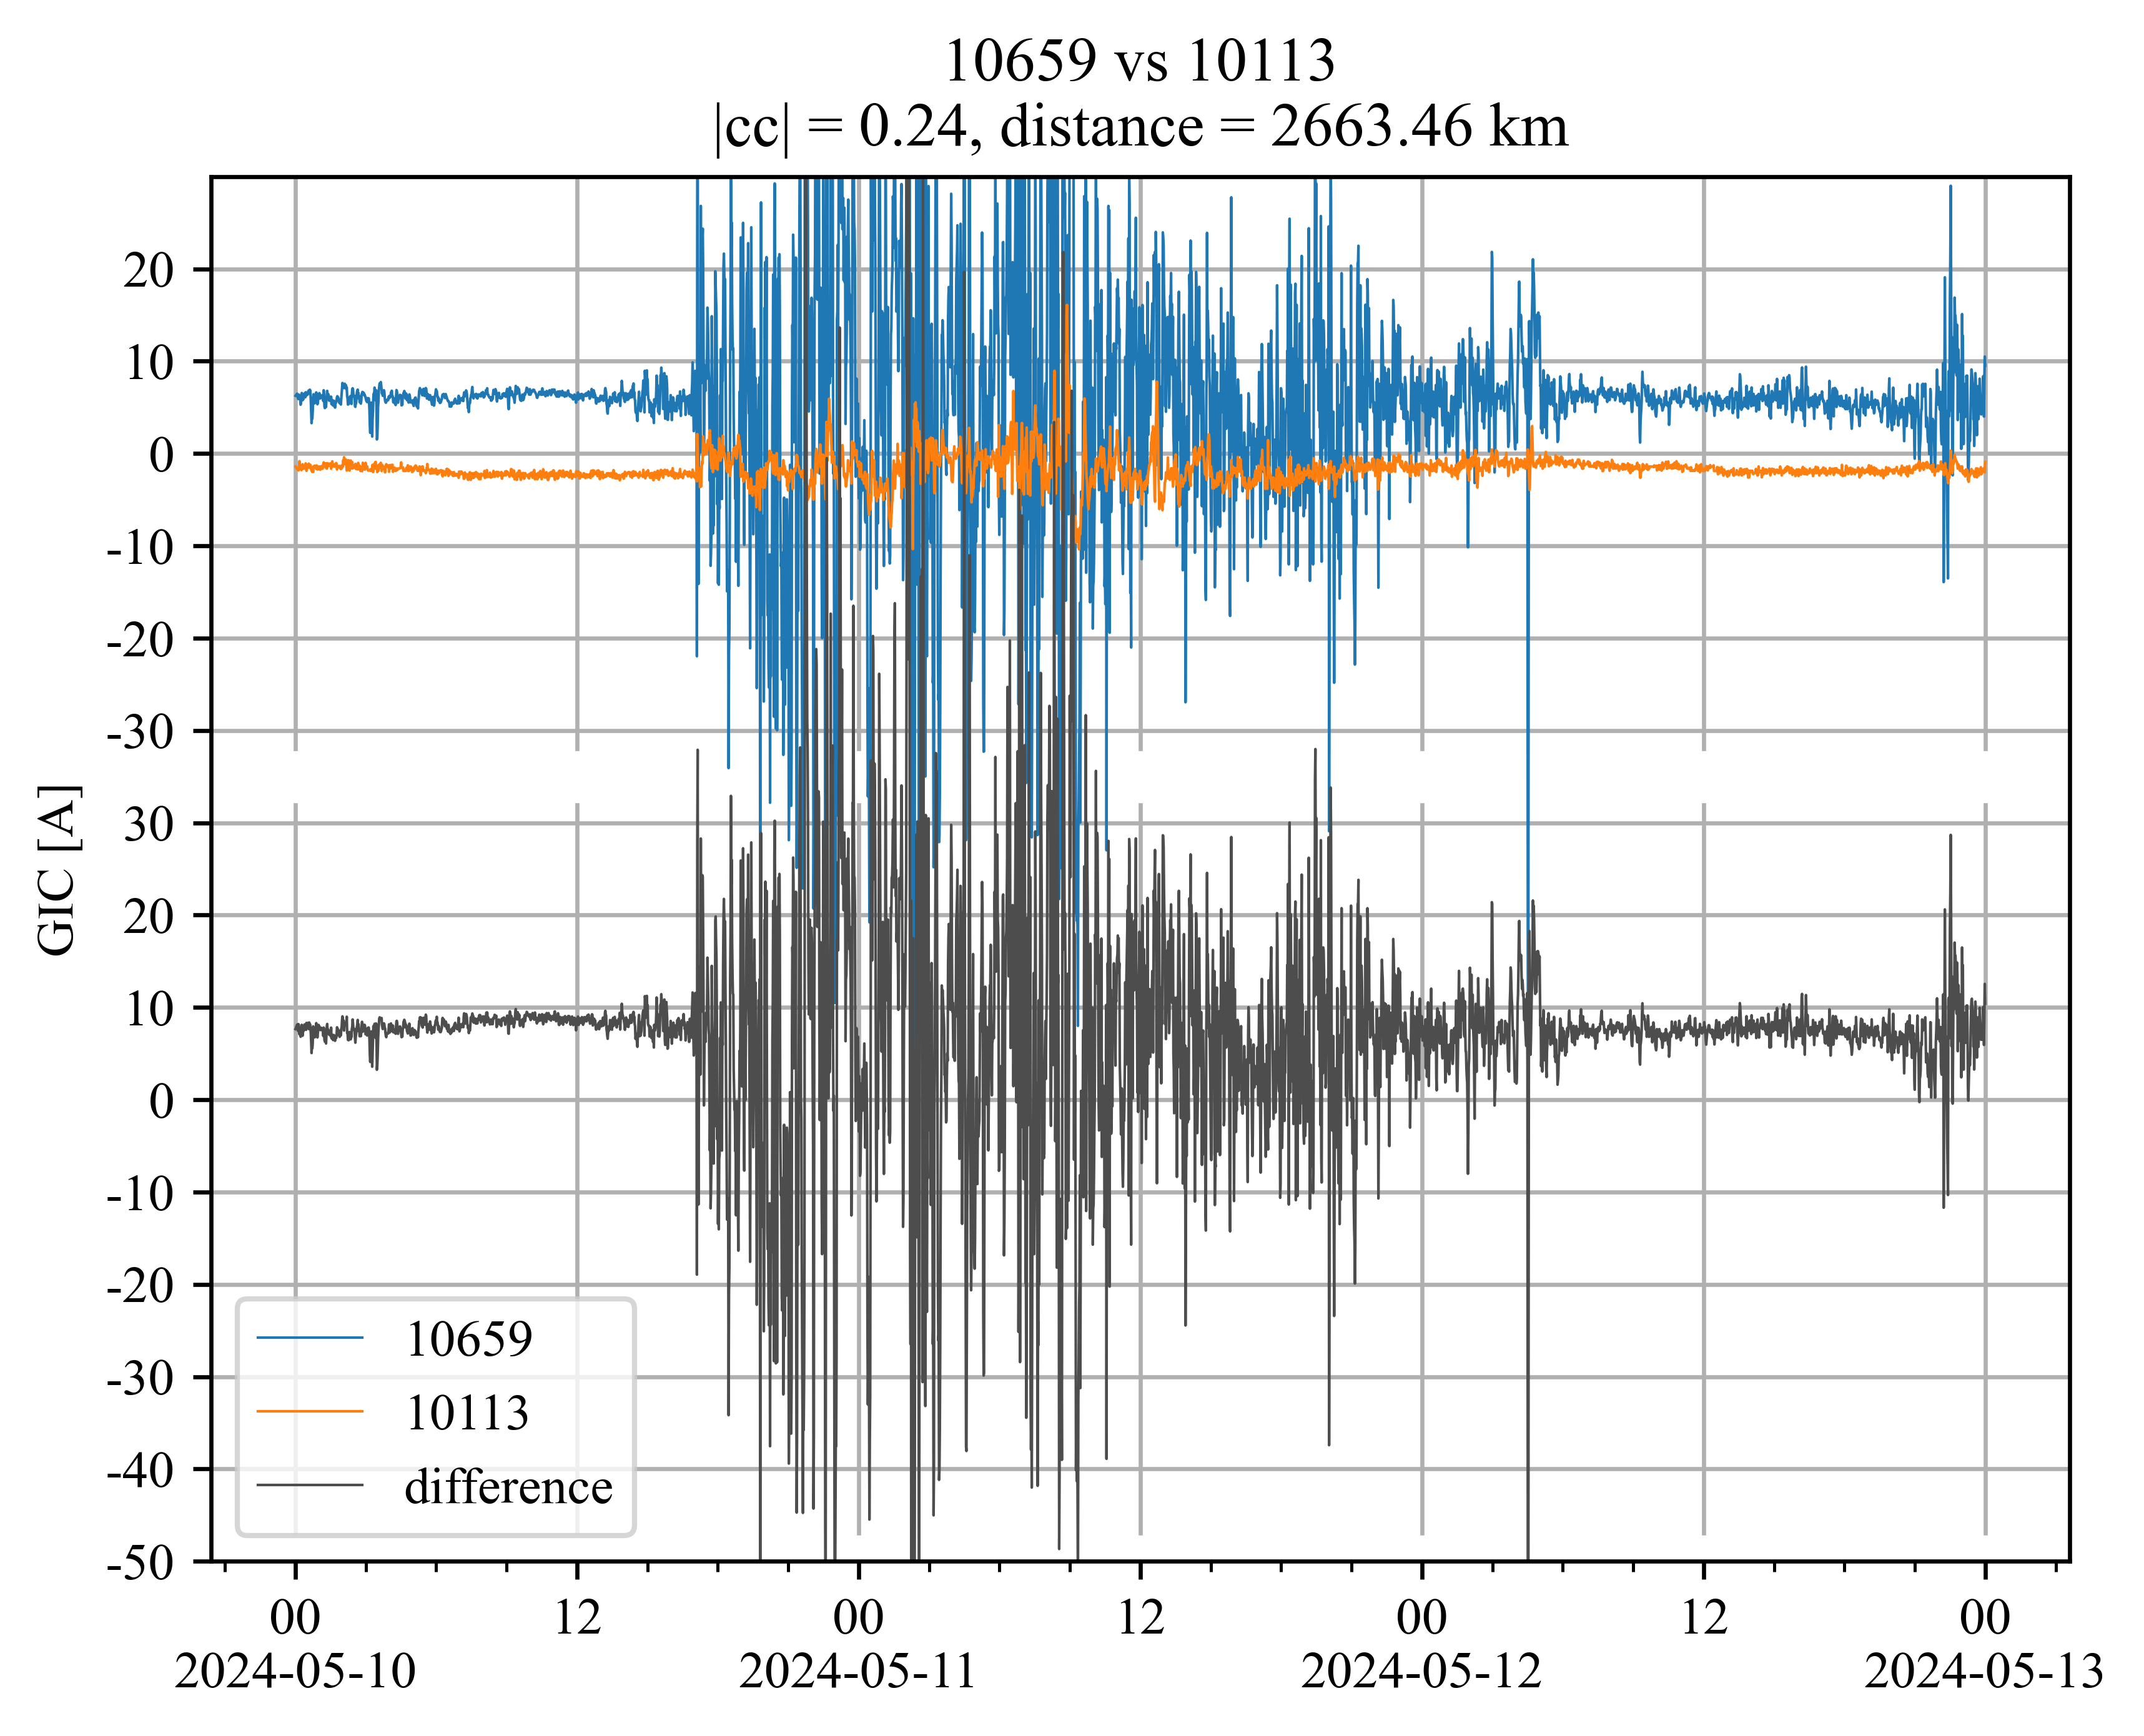 10659 vs 10113
|cc| = 0.24, distance = 2663.46 km
GIC [A]
20
10
0
-10
-20
-30
30
20
10
0
-10
-20
-30
-40
-50
10659
10113
difference
00 12 00 12 00 12 00
2024-05-10 2024-05-11 2024-05-12 2024-05-13